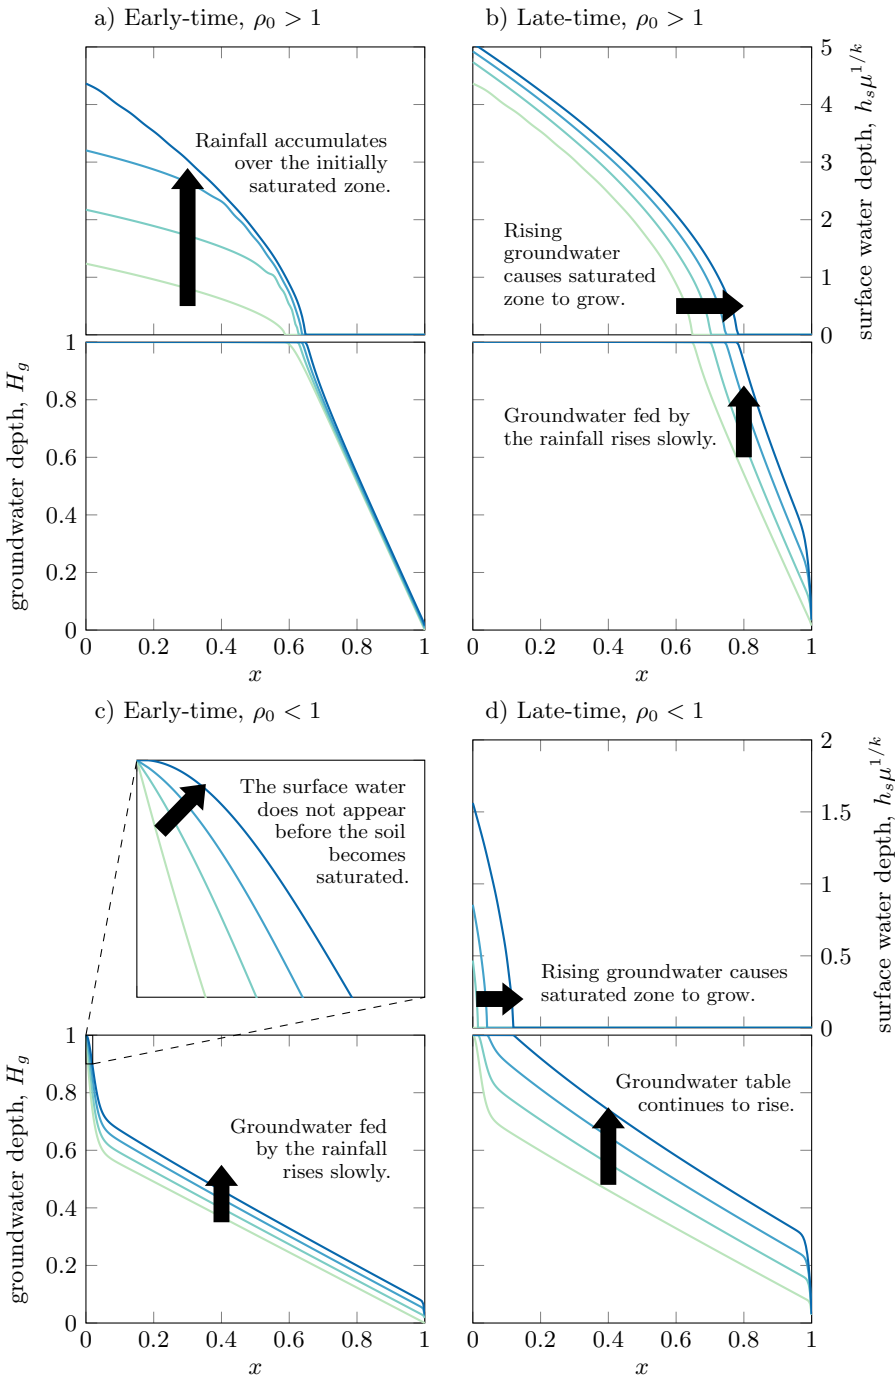 a) Early-time, ρ₀ > 1
b) Late-time, ρ₀ > 1
Rainfall accumulates
over the initially
saturated zone.
Rising
groundwater
causes saturated
zone to grow.
5
4
3
2
1
0
surface water depth, hₛμ^{1/k}
groundwater depth, H_g
1
0.8
0.6
0.4
0.2
0
Groundwater fed by
the rainfall rises slowly.
0 0.2 0.4 0.6 0.8 1
x
0 0.2 0.4 0.6 0.8 1
x
c) Early-time, ρ₀ < 1
d) Late-time, ρ₀ < 1
The surface water
does not appear
before the soil
becomes
saturated.
2
1.5
1
0.5
0
surface water depth, hₛμ^{1/k}
Rising groundwater causes
saturated zone to grow.
groundwater depth, H_g
1
0.8
0.6
0.4
0.2
0
Groundwater fed
by the rainfall
rises slowly.
Groundwater table
continues to rise.
0 0.2 0.4 0.6 0.8 1
x
0 0.2 0.4 0.6 0.8 1
x